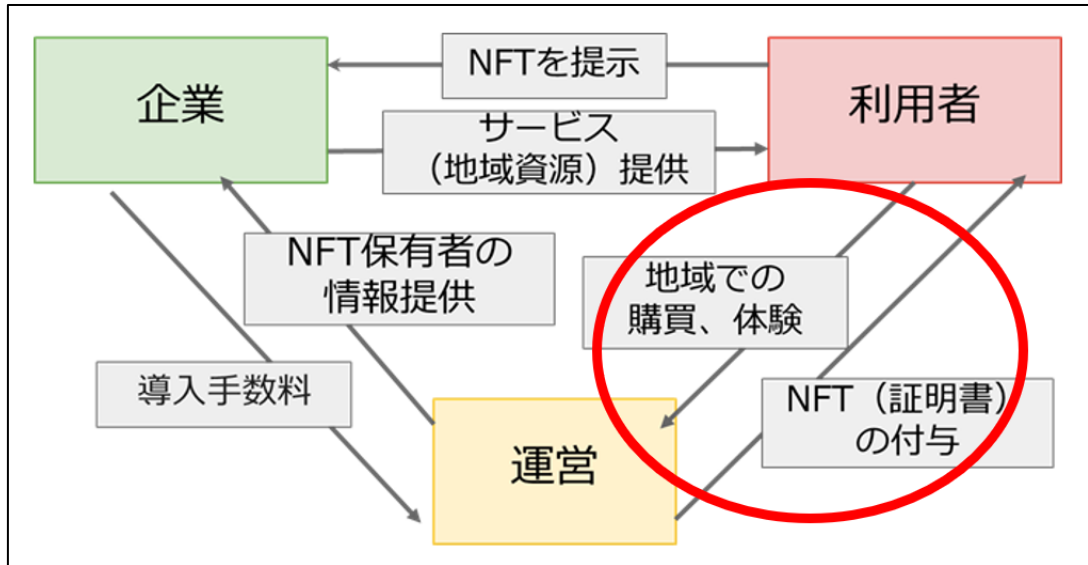 NFTを提示
企業
利用者
サービス
（地域資源）提供
NFT保有者の
情報提供
地域での
購買、体験
導入手数料
NFT（証明書）
の付与
運営